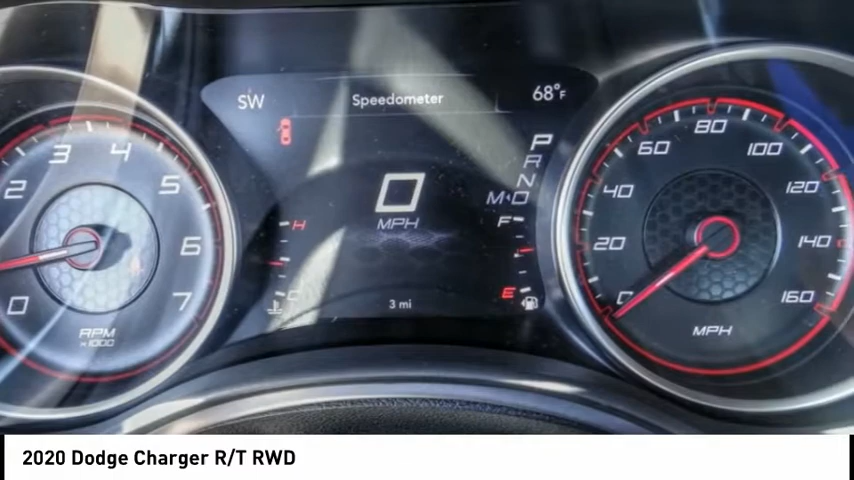 SW Speedometer 68°F
0
MPH
P
R
N
M D
H
C
F
E
3 mi
0 2 3 4 5 6 7
RPM
x1000
0 20 40 60 80 100 120 140 160
MPH
2020 Dodge Charger R/T RWD